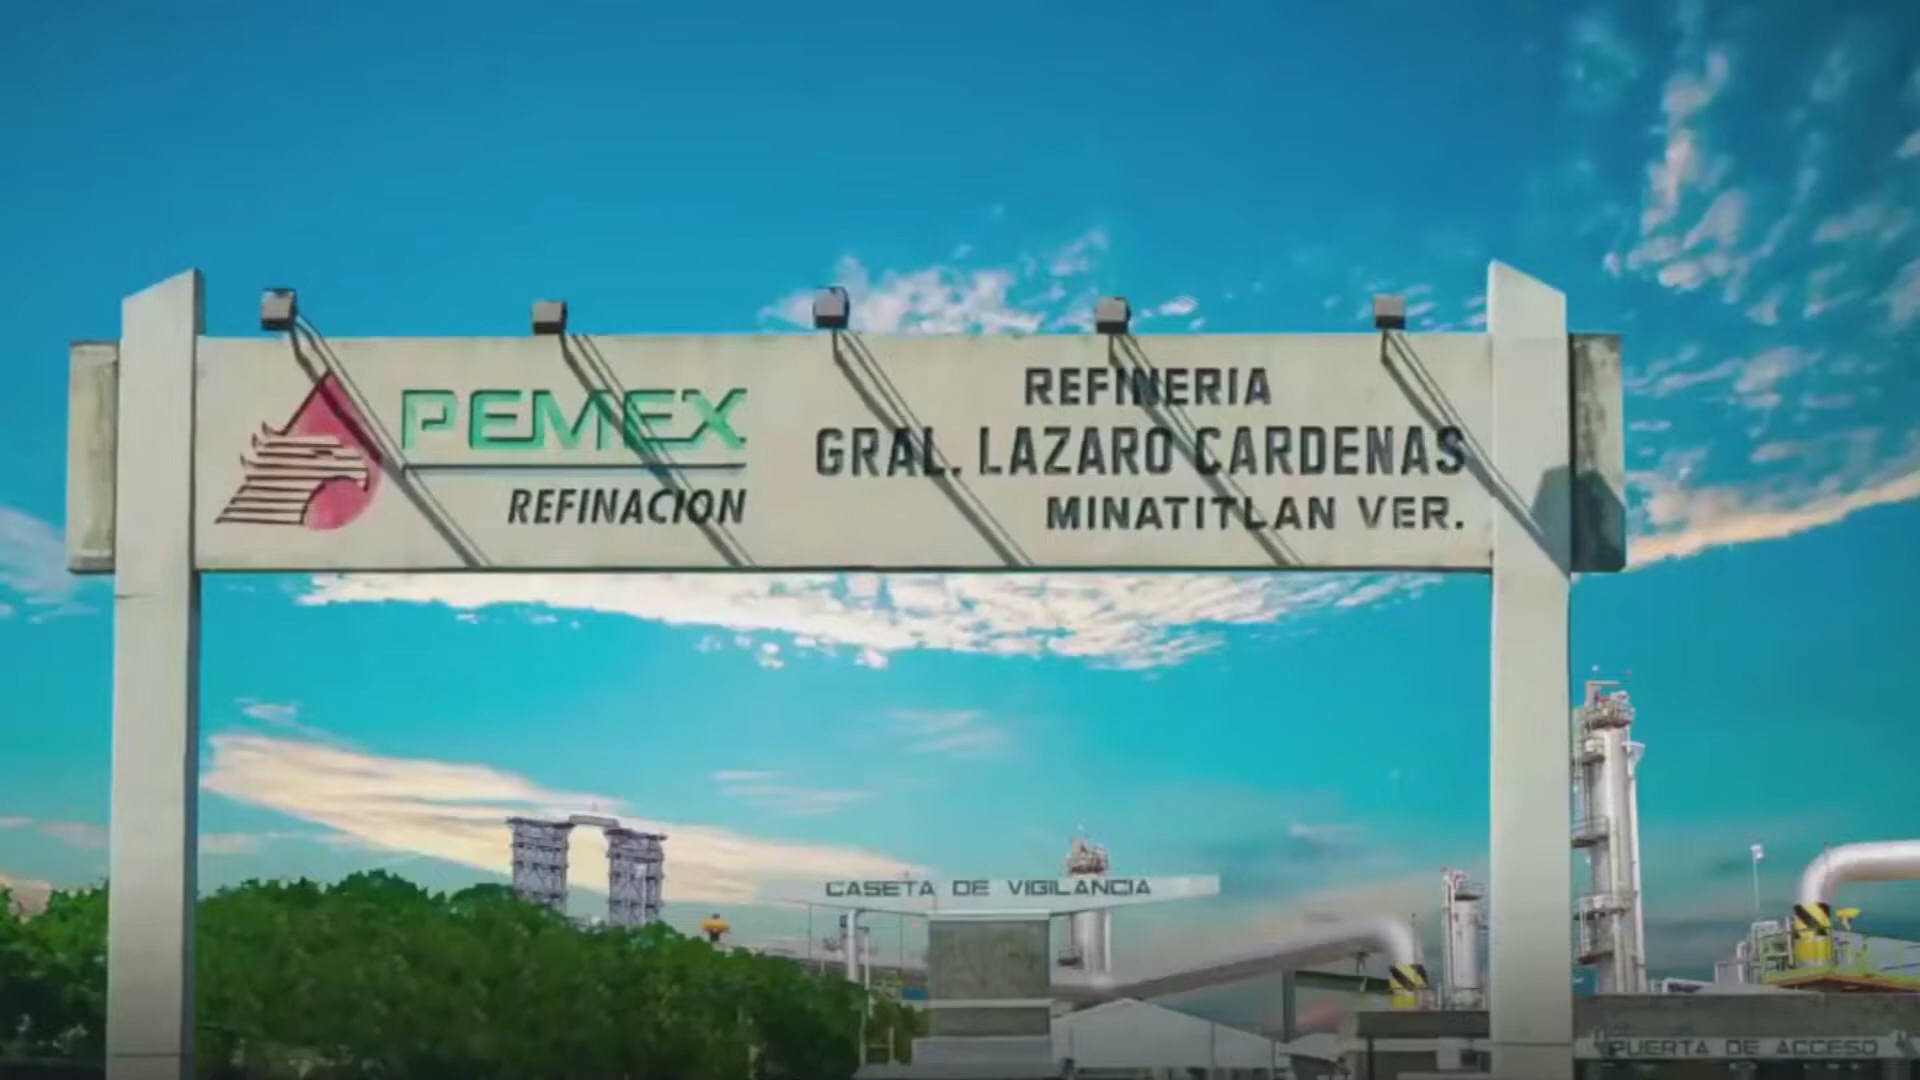 PEMEX
REFINACION
REFINERIA
GRAL. LAZARO CARDENAS
MINATITLAN VER.
CASETA DE VIGILANCIA
PUERTA DE ACCESO